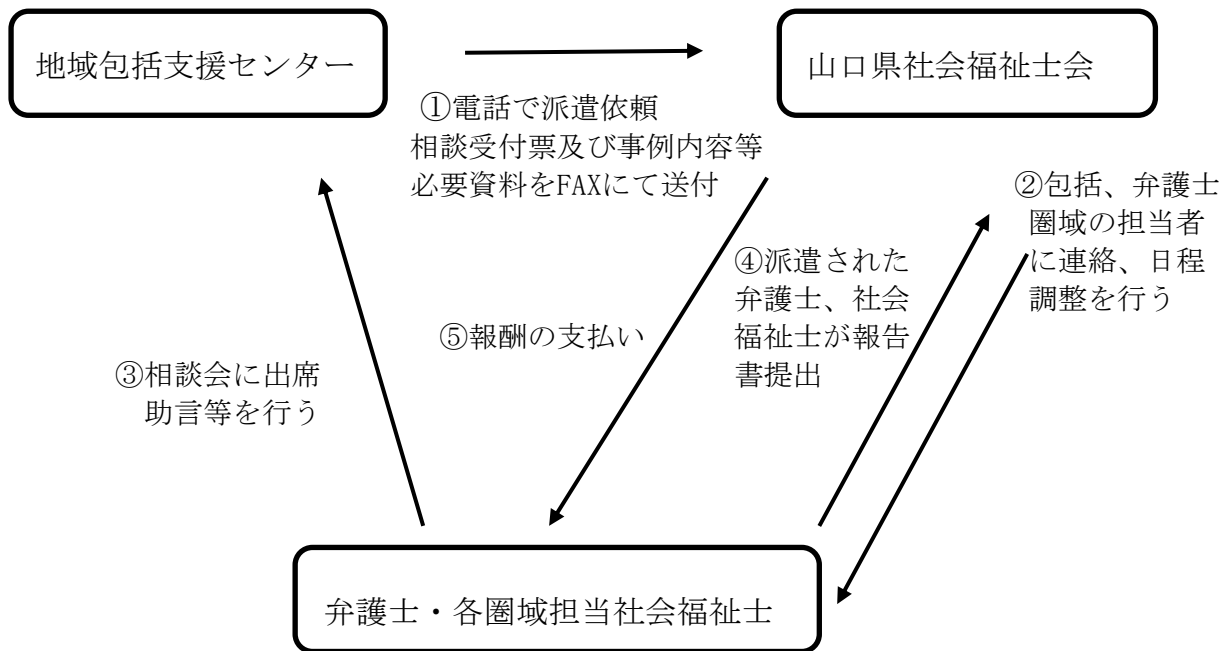 地域包括支援センター
山口県社会福祉士会
①電話で派遣依頼
相談受付票及び事例内容等
必要資料をFAXにて送付
②包括、弁護士
圏域の担当者
に連絡、日程
調整を行う
④派遣された
弁護士、社会
福祉士が報告
書提出
⑤報酬の支払い
③相談会に出席
助言等を行う
弁護士・各圏域担当社会福祉士